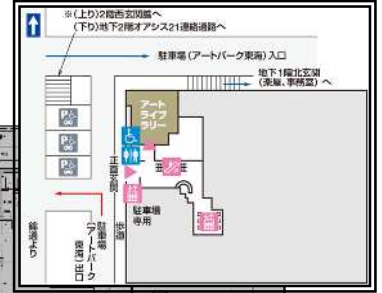 ※(上り)2階西玄関へ
(下り)地下2階オアシス21連絡通路へ
駐車場(アートパーク東海)入口
地下1階北玄関
(楽屋、事務室)へ
アート
ライブ
ラリー
正面玄関
駐車場
専用
歩道
駐車場
(アートパーク
東海)出口
錦通より
P
P
P